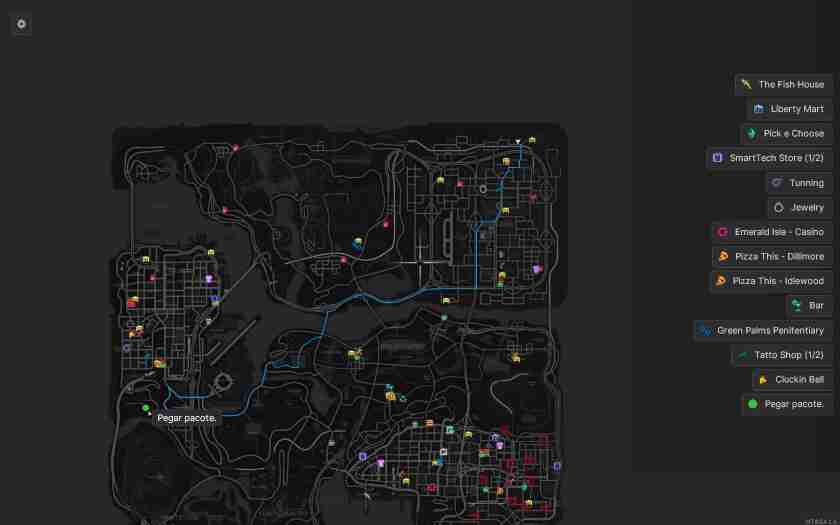 The Fish House
Liberty Mart
Pick e Choose
SmartTech Store (1/2)
Tunning
Jewelry
Emerald Isle - Casino
Pizza This - Dillimore
Pizza This - Idlewood
Bar
Green Palms Penitentiary
Tatto Shop (1/2)
Cluckin Bell
Pegar pacote.
Pegar pacote.